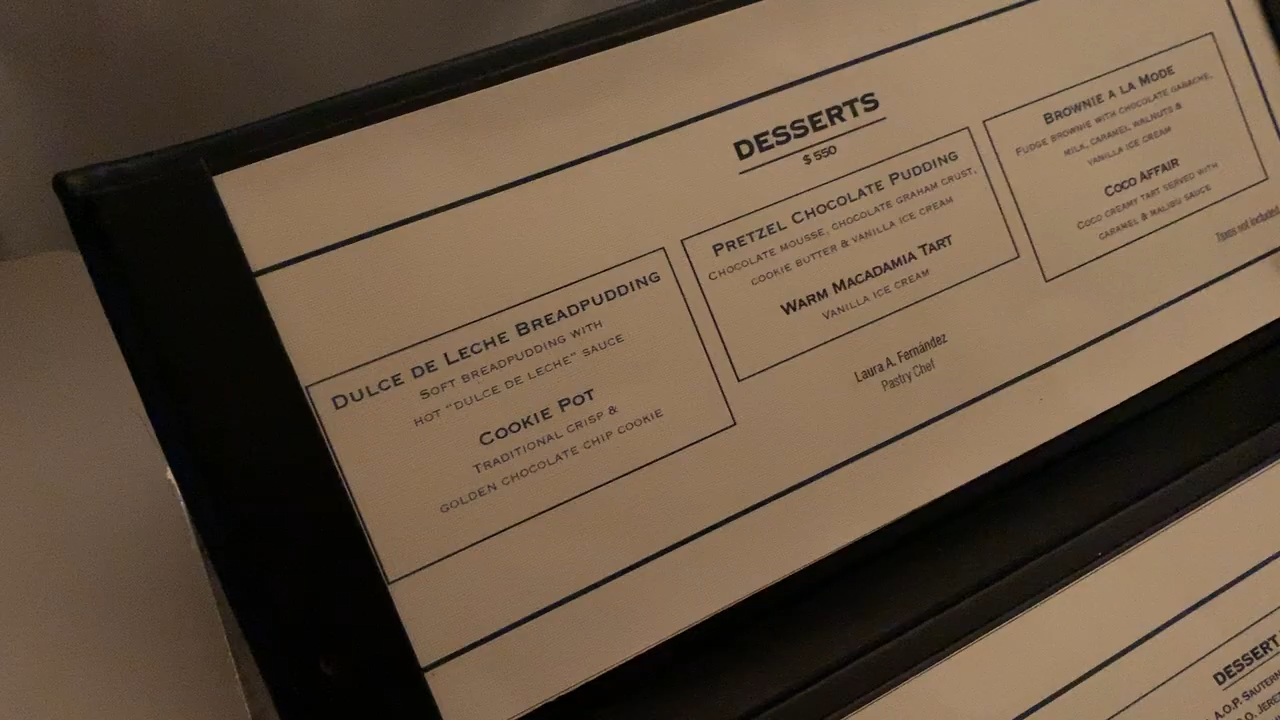 DESSERTS
$ 550
DULCE DE LECHE BREADPUDDING
SOFT BREADPUDDING WITH
HOT "DULCE DE LECHE" SAUCE
COOKIE POT
TRADITIONAL CRISP &
GOLDEN CHOCOLATE CHIP COOKIE
PRETZEL CHOCOLATE PUDDING
CHOCOLATE MOUSSE, CHOCOLATE GRAHAM CRUST,
COOKIE BUTTER & VANILLA ICE CREAM
WARM MACADAMIA TART
VANILLA ICE CREAM
BROWNIE A LA MODE
FUDGE BROWNIE WITH CHOCOLATE GANACHE,
MILK, CARAMEL WALNUTS &
VANILLA ICE CREAM
COCO AFFAIR
COCO CREAMY TART SERVED WITH
CARAMEL & MALIBU SAUCE
Taxes not included
Laura A. Fernández
Pastry Chef
DESSERT
A.O.P. SAUTERN